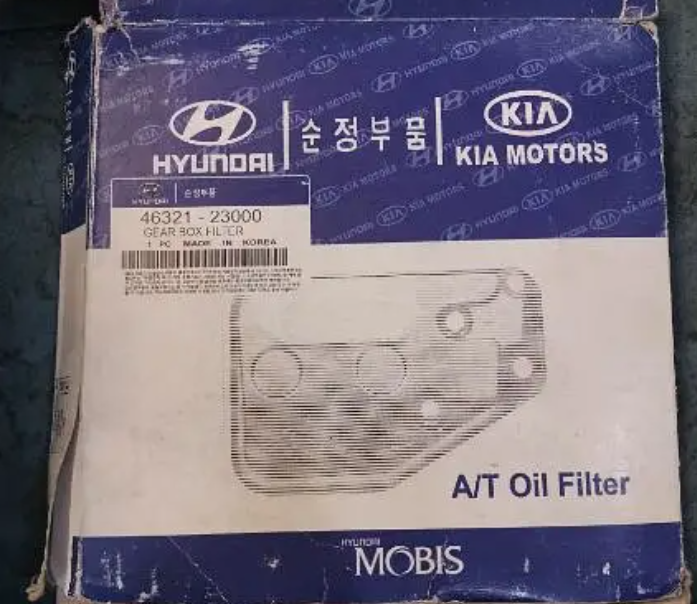 HYUNDAI
순정부품
KIA
KIA MOTORS
HYUNDAI
순정부품
46321 - 23000
GEAR BOX FILTER
1 PC MADE IN KOREA
A/T Oil Filter
HYUNDAI
MOBIS